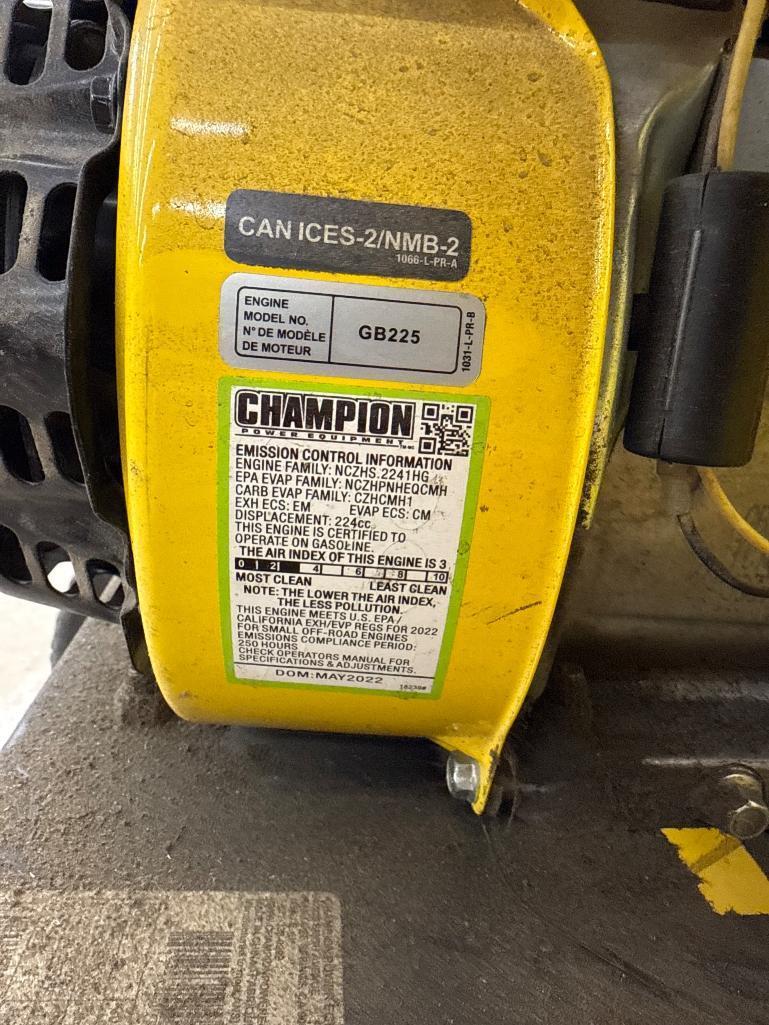 CAN ICES-2/NMB-2
1066-L-PR-A
ENGINE
MODEL NO.
N° DE MODÈLE
DE MOTEUR
GB225
1031-L-PR-B
CHAMPION
POWER EQUIPMENT
EMISSION CONTROL INFORMATION
ENGINE FAMILY: NCZHS.2241HG
EPA EVAP FAMILY: NCZHPNHEQCMH
CARB EVAP FAMILY: CZHCMH1
EXH ECS: EM EVAP ECS: CM
DISPLACEMENT: 224cc
THIS ENGINE IS CERTIFIED TO
OPERATE ON GASOLINE.
THE AIR INDEX OF THIS ENGINE IS 3
0 2 4 6 8 10
MOST CLEAN LEAST CLEAN
NOTE: THE LOWER THE AIR INDEX,
THE LESS POLLUTION.
THIS ENGINE MEETS U.S. EPA/
CALIFORNIA EXH/EVP REGS FOR 2022
FOR SMALL OFF-ROAD ENGINES
EMISSIONS COMPLIANCE PERIOD:
250 HOURS
CHECK OPERATORS MANUAL FOR
SPECIFICATIONS & ADJUSTMENTS.
DOM: MAY2022